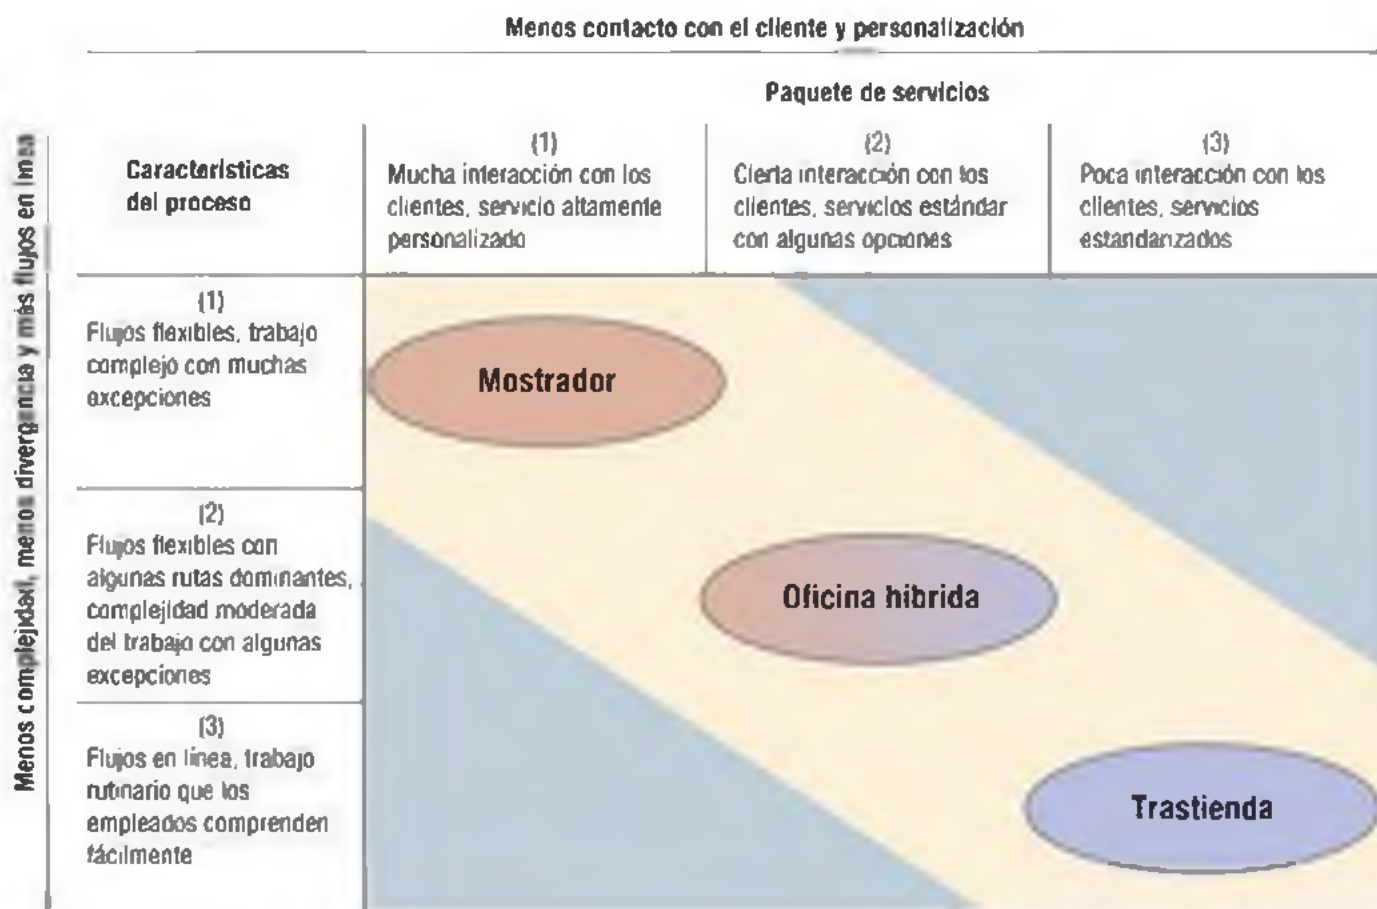 Menos contacto con el cliente y personalización
Paquete de servicios
Menos complejidad, menos divergencia y más flujos en línea
Características
del proceso
(1)
Mucha interacción con los
clientes, servicio altamente
personalizado
(2)
Cierta interacción con los
clientes, servicios estándar
con algunas opciones
(3)
Poca interacción con los
clientes, servicios
estandarizados
(1)
Flujos flexibles, trabajo
complejo con muchas
excepciones
Mostrador
(2)
Flujos flexibles con
algunas rutas dominantes,
complejidad moderada
del trabajo con algunas
excepciones
Oficina híbrida
(3)
Flujos en línea, trabajo
rutinario que los
empleados comprenden
fácilmente
Trastienda